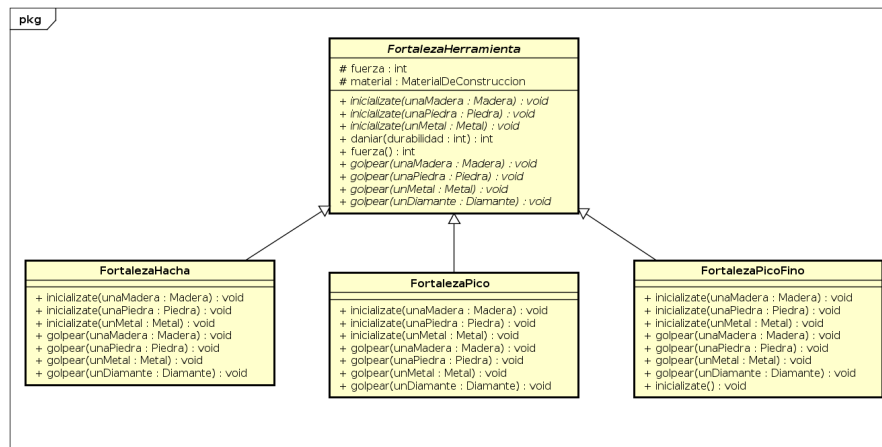 pkg
FortalezaHerramienta
# fuerza : int
# material : MaterialDeConstruccion
+ inicializate(unaMadera : Madera) : void
+ inicializate(unaPiedra : Piedra) : void
+ inicializate(unMetal : Metal) : void
+ daniar(durabilidad : int) : int
+ fuerza() : int
+ golpear(unaMadera : Madera) : void
+ golpear(unaPiedra : Piedra) : void
+ golpear(unMetal : Metal) : void
+ golpear(unDiamante : Diamante) : void
FortalezaHacha
+ inicializate(unaMadera : Madera) : void
+ inicializate(unaPiedra : Piedra) : void
+ inicializate(unMetal : Metal) : void
+ golpear(unaMadera : Madera) : void
+ golpear(unaPiedra : Piedra) : void
+ golpear(unMetal : Metal) : void
+ golpear(unDiamante : Diamante) : void
FortalezaPico
+ inicializate(unaMadera : Madera) : void
+ inicializate(unaPiedra : Piedra) : void
+ inicializate(unMetal : Metal) : void
+ golpear(unaMadera : Madera) : void
+ golpear(unaPiedra : Piedra) : void
+ golpear(unMetal : Metal) : void
+ golpear(unDiamante : Diamante) : void
FortalezaPicoFino
+ inicializate(unaMadera : Madera) : void
+ inicializate(unaPiedra : Piedra) : void
+ inicializate(unMetal : Metal) : void
+ golpear(unaMadera : Madera) : void
+ golpear(unaPiedra : Piedra) : void
+ golpear(unMetal : Metal) : void
+ golpear(unDiamante : Diamante) : void
+ inicializate() : void